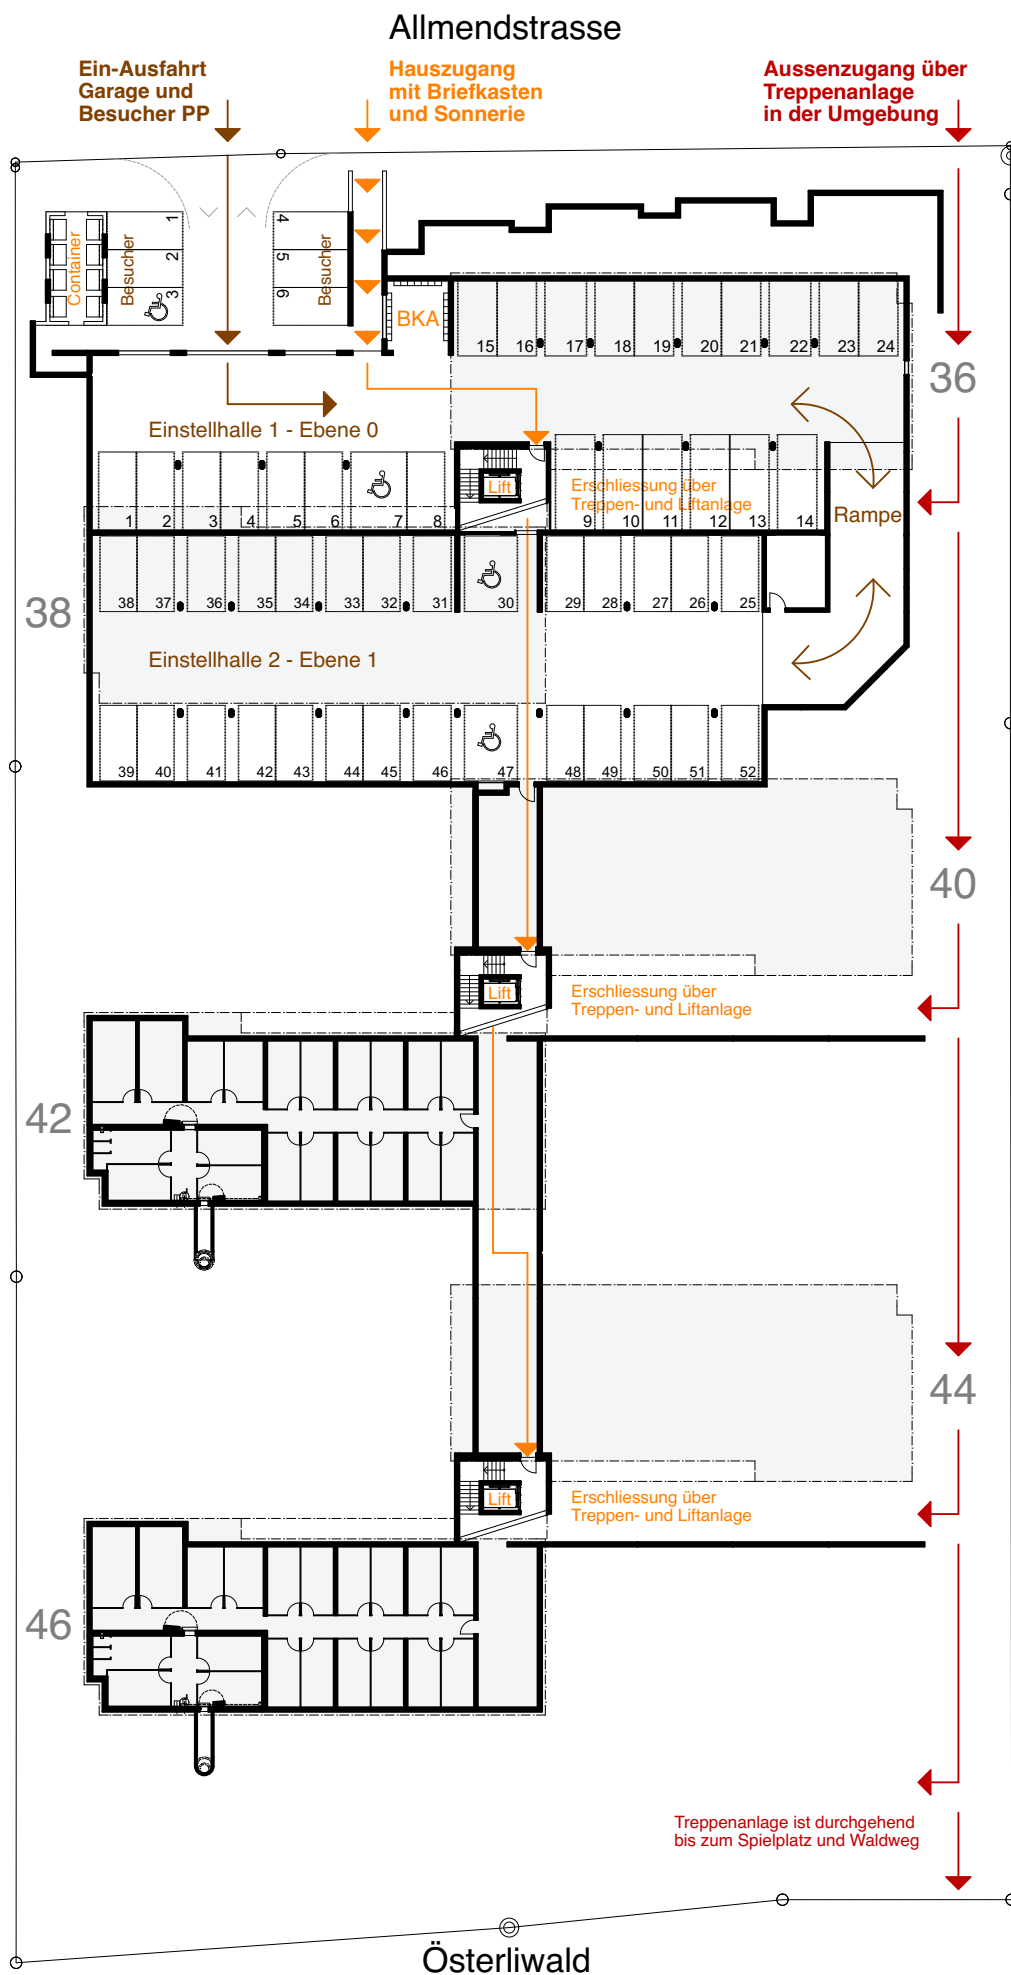 Allmendstrasse
Ein-Ausfahrt
Garage und
Besucher PP
Hauszugang
mit Briefkasten
und Sonnerie
Aussenzugang über
Treppenanlage
in der Umgebung
Container
Besucher
1
2
3
4
5
6
Besucher
BKA
15 16 17 18 19 20 21 22 23 24
36
Einstellhalle 1 - Ebene 0
Lift
Erschliessung über
Treppen- und Liftanlage
1 2 3 4 5 6 7 8
9 10 11 12 13 14
Rampe
38
38 37 36 35 34 33 32 31 30 29 28 27 26 25
Einstellhalle 2 - Ebene 1
39 40 41 42 43 44 45 46 47 48 49 50 51 52
40
Lift
Erschliessung über
Treppen- und Liftanlage
42
44
Lift
Erschliessung über
Treppen- und Liftanlage
46
Treppenanlage ist durchgehend
bis zum Spielplatz und Waldweg
Österliwald